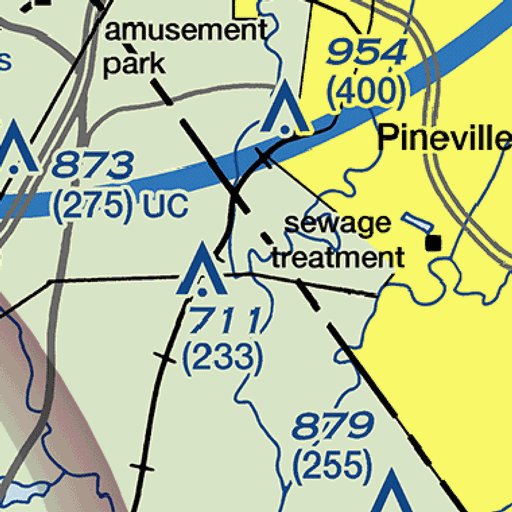 amusement
park
954
(400)
s
Pineville
873
(275) UC
sewage
treatment
711
(233)
879
(255)